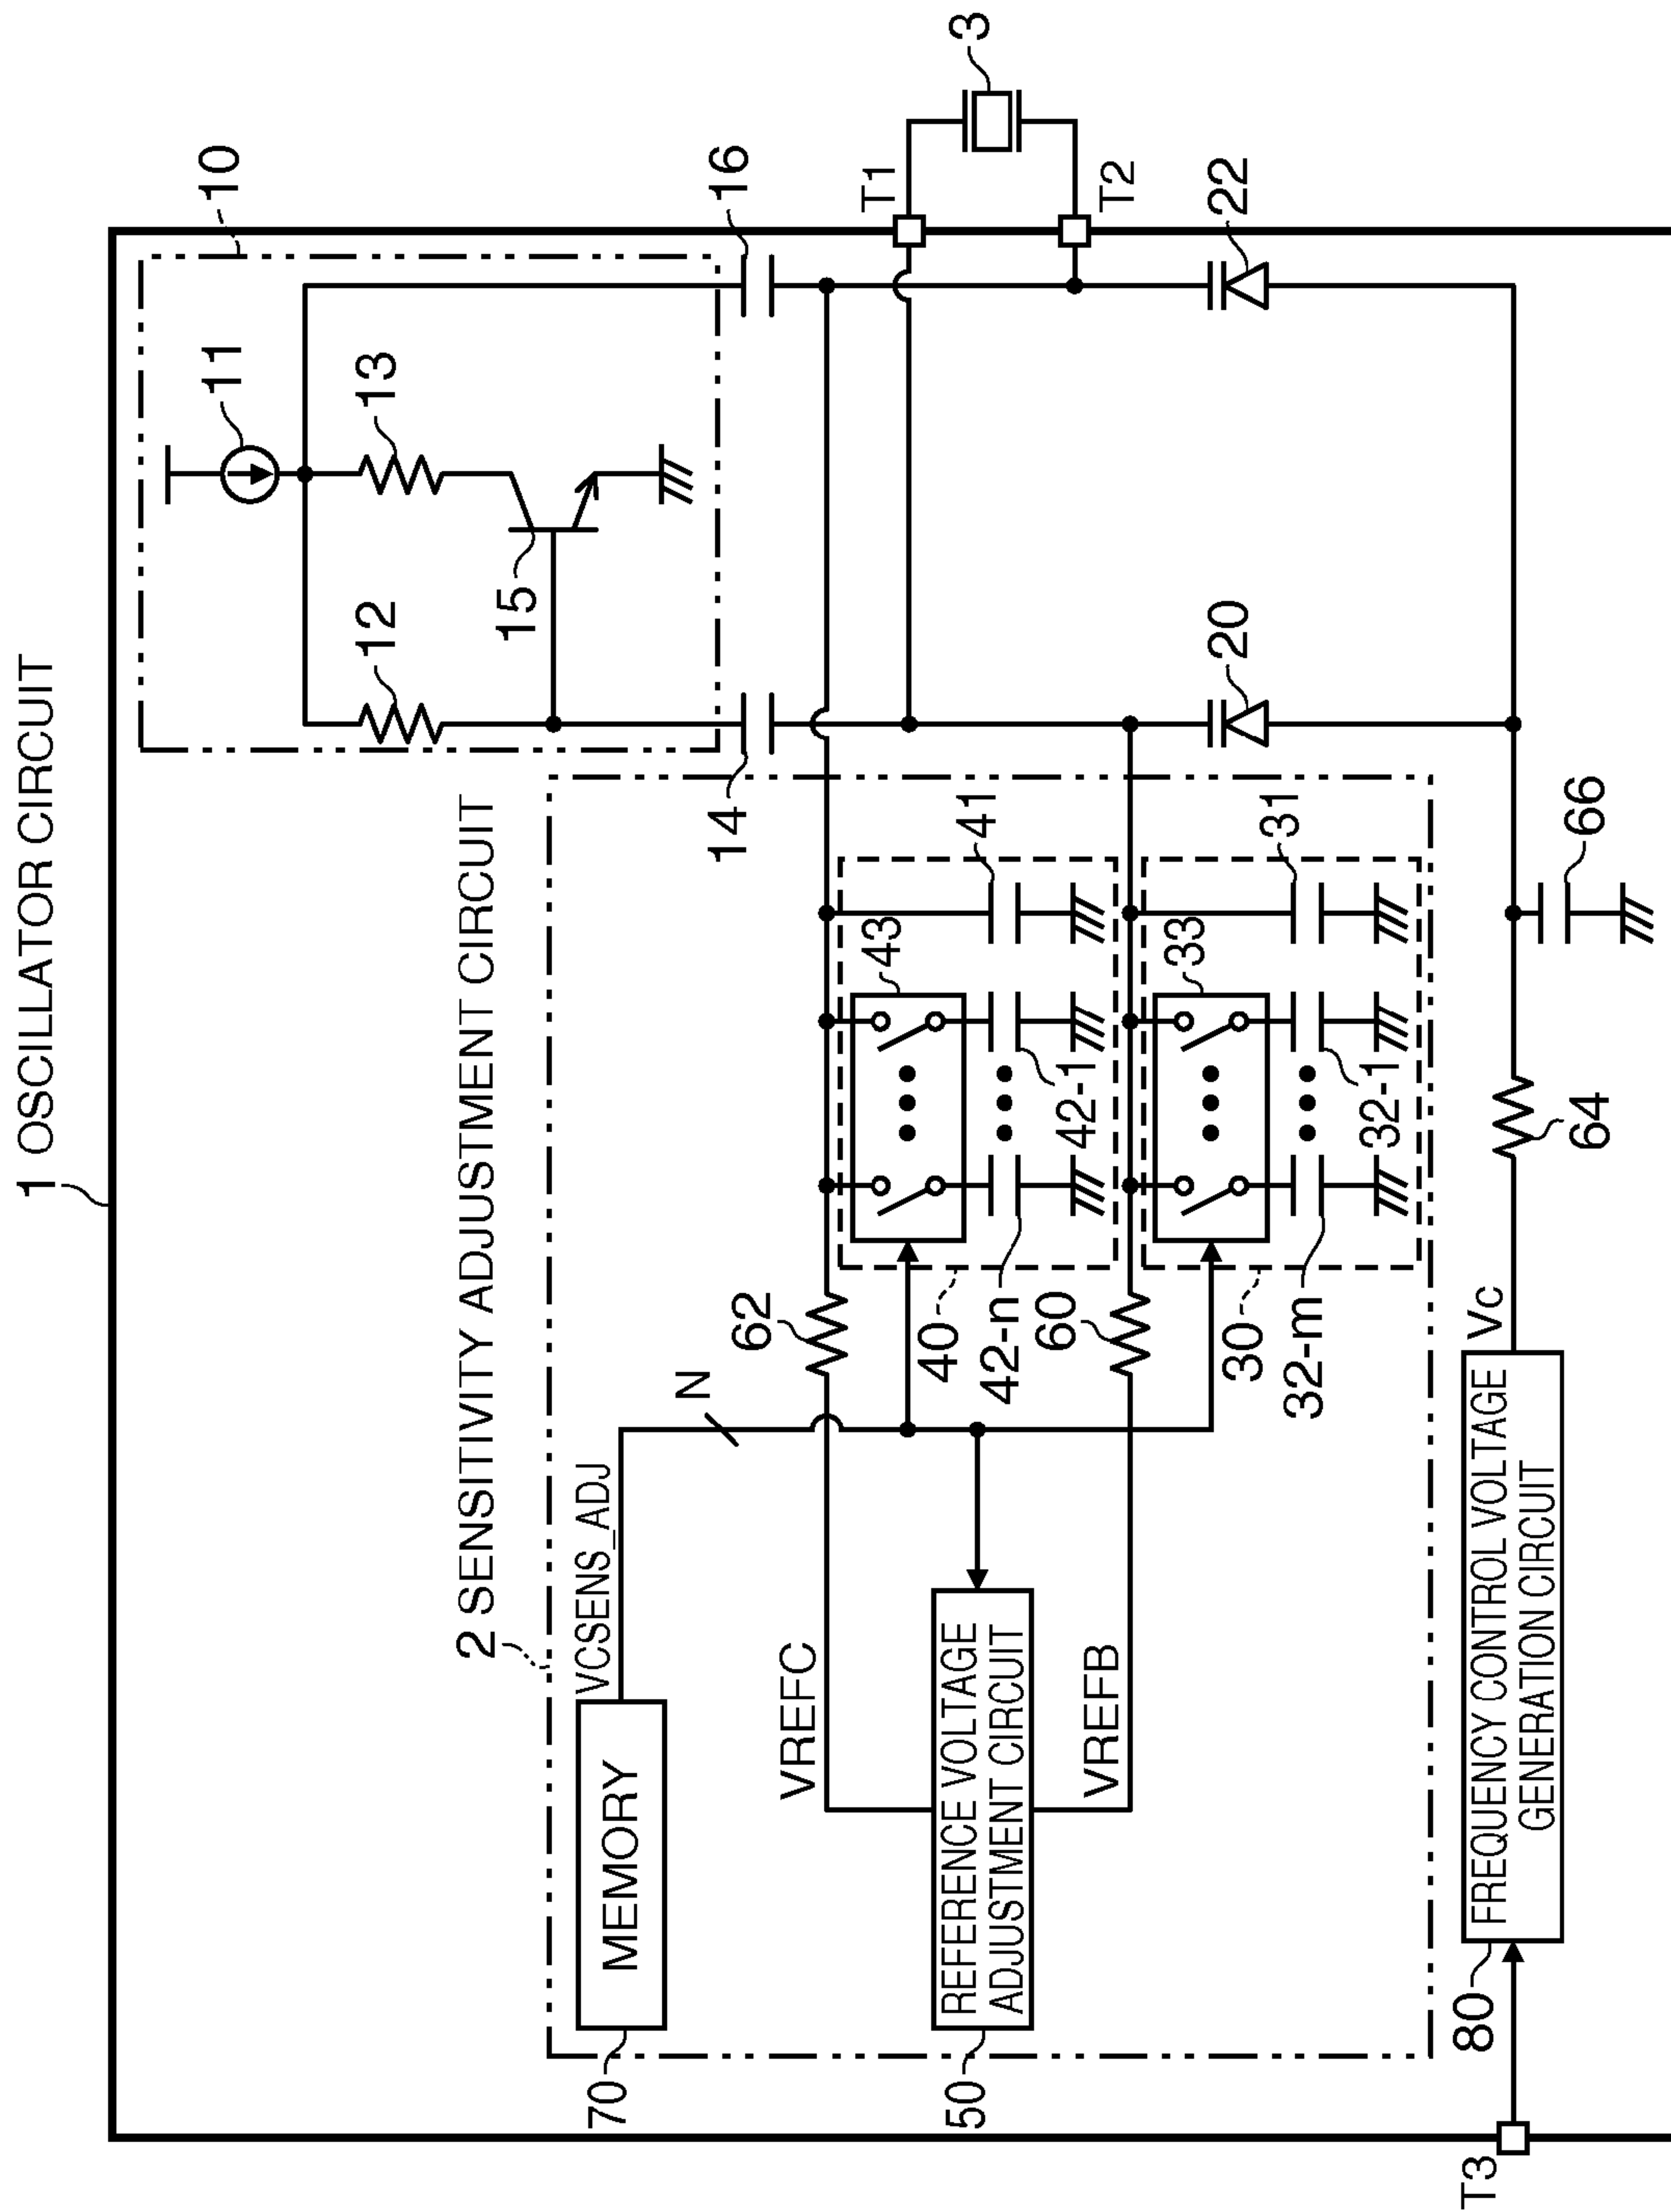 1 OSCILLATOR CIRCUIT
10
11
12
13
15
2 SENSITIVITY ADJUSTMENT CIRCUIT
14
16
70
MEMORY
VCSENS_ADJ
N
VREFC
62
43
41
T1
3
T2
40
42-n
42-1
50
REFERENCE VOLTAGE
ADJUSTMENT CIRCUIT
VREFB
60
33
31
20
22
30
32-m
32-1
T3
80
FREQUENCY CONTROL VOLTAGE
GENERATION CIRCUIT
Vc
64
66